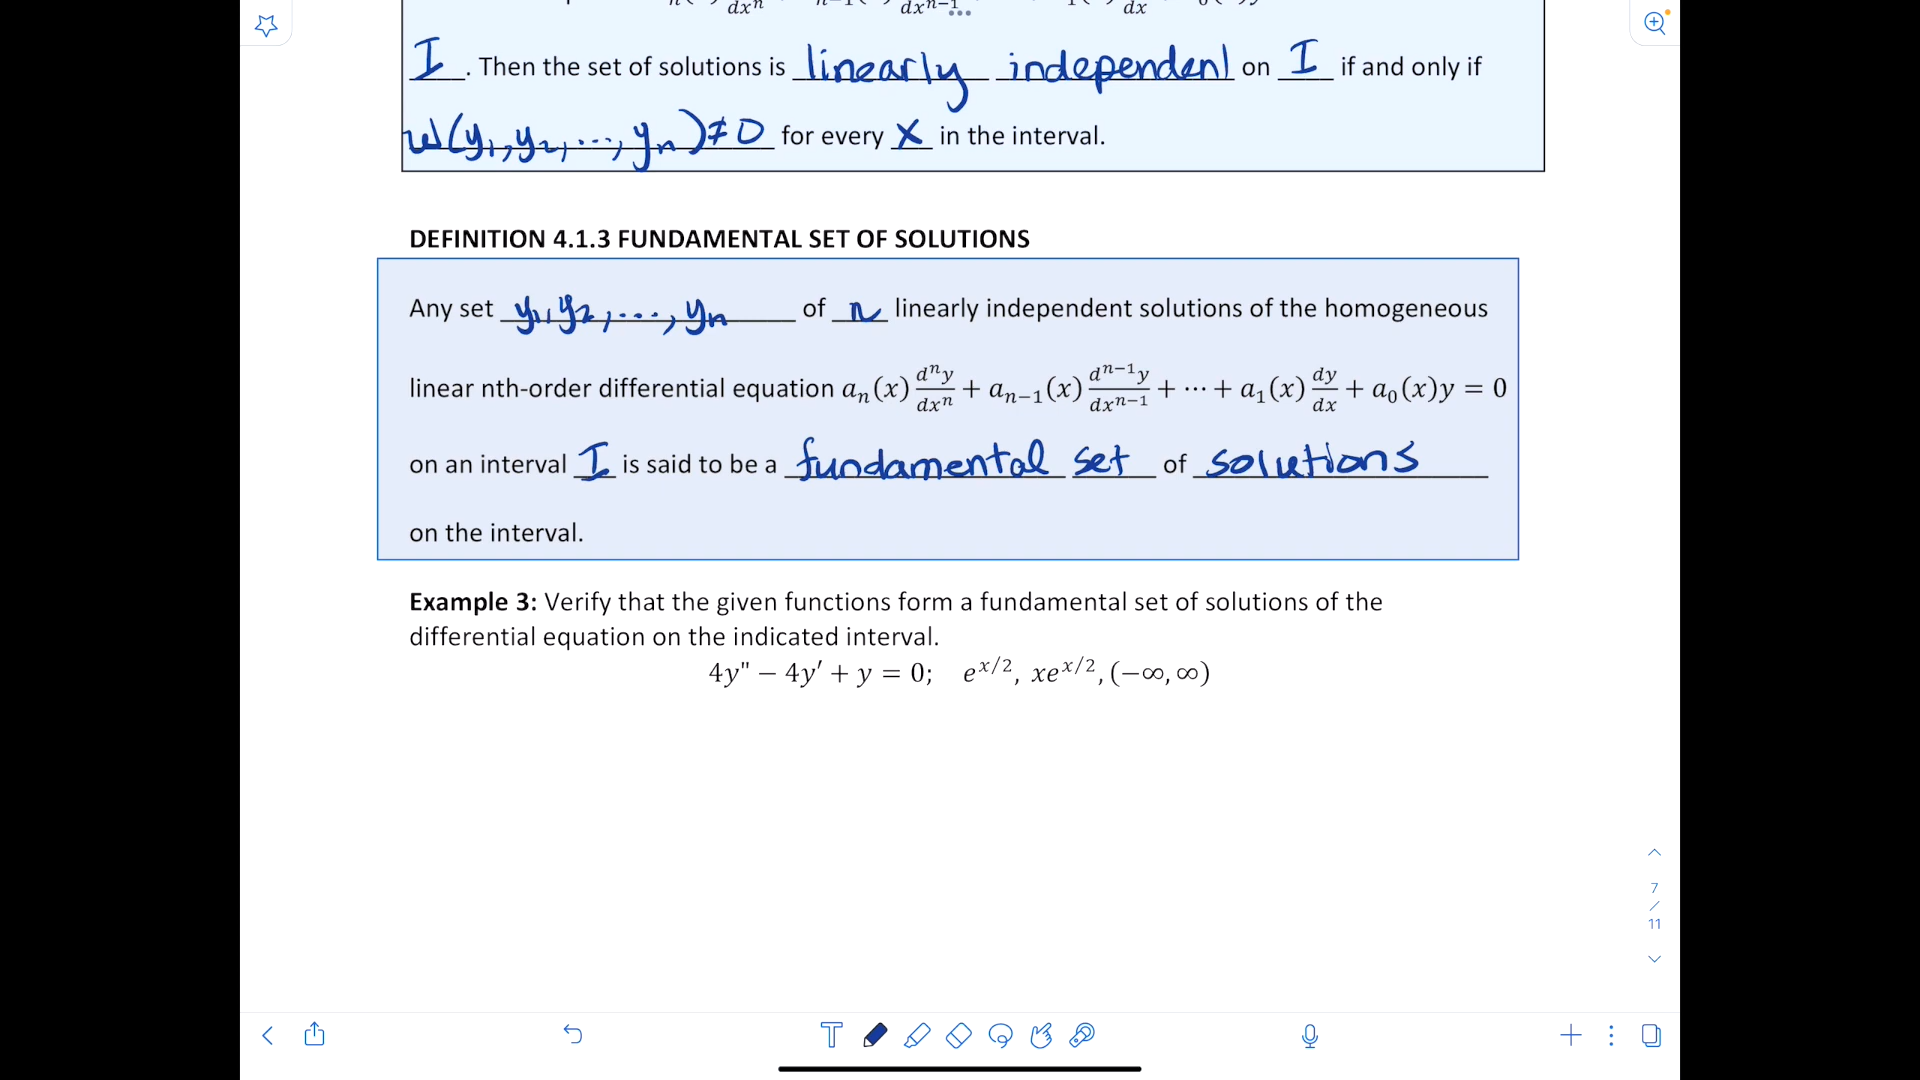 dxⁿ dxⁿ⁻¹ dx
I. Then the set of solutions is linearly independent on I if and only if
W(y₁, y₂, ..., yₙ) ≠ 0 for every x in the interval.
DEFINITION 4.1.3 FUNDAMENTAL SET OF SOLUTIONS
Any set y₁, y₂, ..., yₙ of n linearly independent solutions of the homogeneous
linear nth-order differential equation aₙ(x) dⁿy/dxⁿ + aₙ₋₁(x) dⁿ⁻¹y/dxⁿ⁻¹ + ⋯ + a₁(x) dy/dx + a₀(x)y = 0
on an interval I is said to be a fundamental set of solutions
on the interval.
Example 3: Verify that the given functions form a fundamental set of solutions of the
differential equation on the indicated interval.
4y" − 4y′ + y = 0; e^{x/2}, xe^{x/2}, (−∞, ∞)
7
/
11